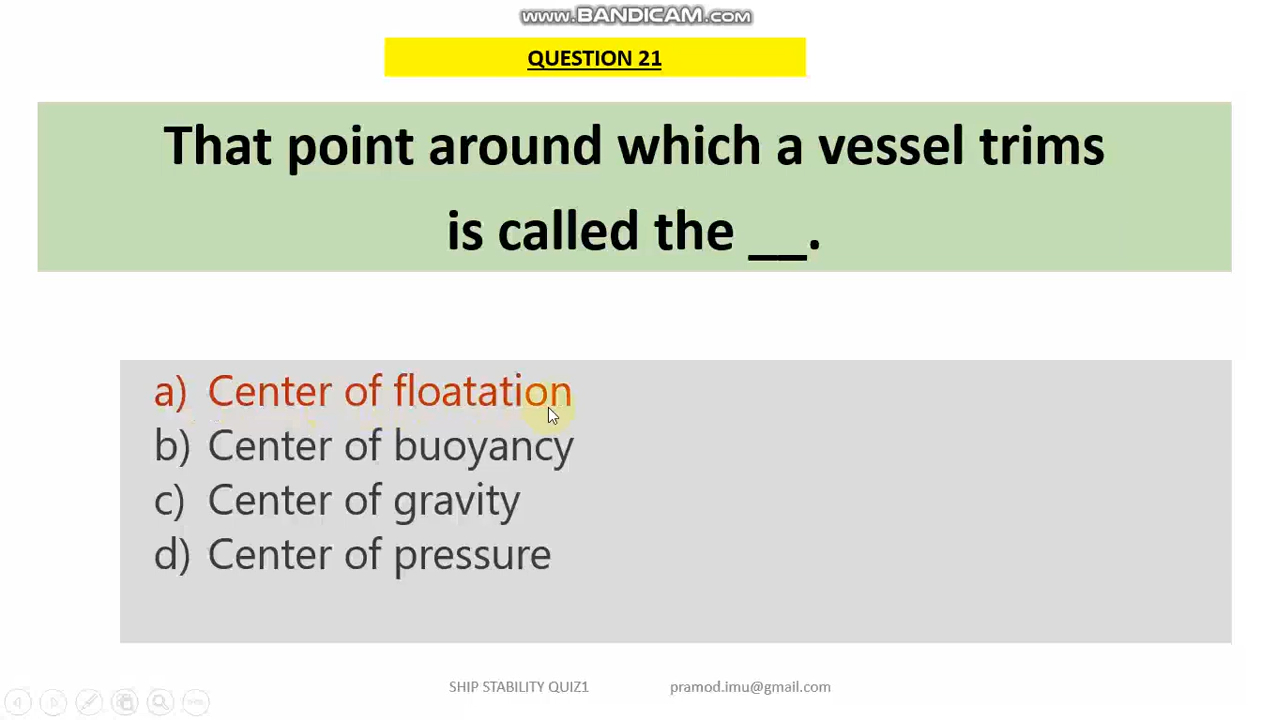 www.BANDICAM.com
QUESTION 21
That point around which a vessel trims
is called the __.
a) Center of floatation
b) Center of buoyancy
c) Center of gravity
d) Center of pressure
SHIP STABILITY QUIZ1 pramod.imu@gmail.com